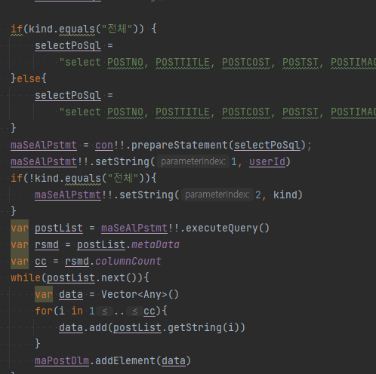 if(kind.equals("전체")) {
selectPoSql =
"select POSTNO, POSTTITLE, POSTCOST, POSTST, POSTIMAG
}else{
selectPoSql =
"select POSTNO, POSTTITLE, POSTCOST, POSTST, POSTIMAG
}
maSeAlPstmt = con!!.prepareStatement(selectPoSql);
maSeAlPstmt!!.setString( parameterIndex: 1, userId)
if(!kind.equals("전체")){
maSeAlPstmt!!.setString( parameterIndex: 2, kind)
}
var postList = maSeAlPstmt!!.executeQuery()
var rsmd = postList.metaData
var cc = rsmd.columnCount
while(postList.next()){
var data = Vector<Any>()
for(i in 1 ≤ .. ≤ cc){
data.add(postList.getString(i))
}
maPostDlm.addElement(data)